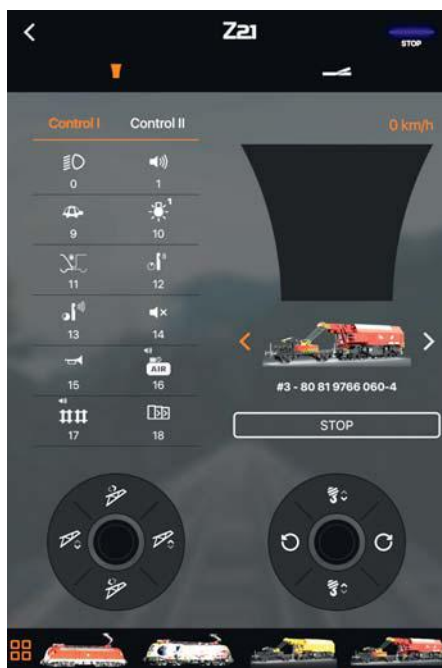 Z21
STOP
Control I Control II
0 km/h
0 1
1
9 10
11 12
13 14
AIR
15 16
17 18
#3 - 80 81 9766 060-4
STOP